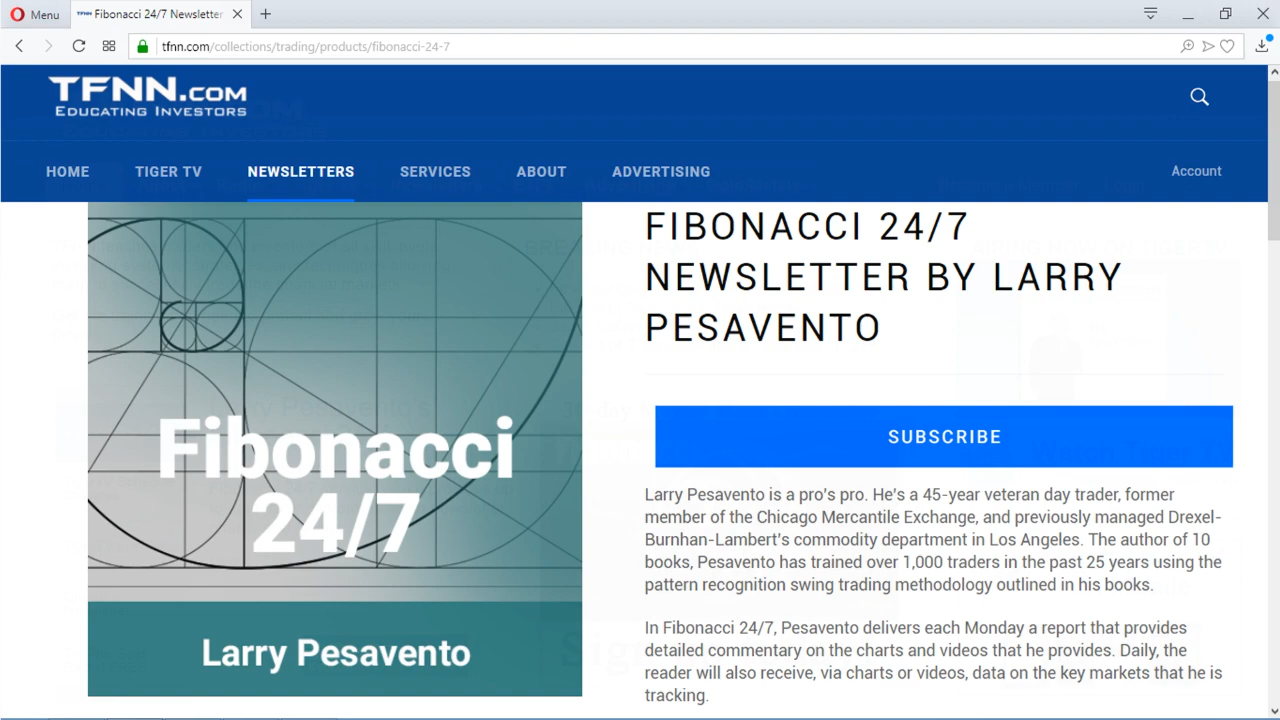 Menu
Fibonacci 24/7 Newsletter
tfnn.com/collections/trading/products/fibonacci-24-7
TFNN.COM
EDUCATING INVESTORS
HOME TIGER TV NEWSLETTERS SERVICES ABOUT ADVERTISING Account
FIBONACCI 24/7
NEWSLETTER BY LARRY
PESAVENTO
Fibonacci
24/7
Larry Pesavento
SUBSCRIBE
Larry Pesavento is a pro's pro. He's a 45-year veteran day trader, former
member of the Chicago Mercantile Exchange, and previously managed Drexel-
Burnhan-Lambert's commodity department in Los Angeles. The author of 10
books, Pesavento has trained over 1,000 traders in the past 25 years using the
pattern recognition swing trading methodology outlined in his books.
In Fibonacci 24/7, Pesavento delivers each Monday a report that provides
detailed commentary on the charts and videos that he provides. Daily, the
reader will also receive, via charts or videos, data on the key markets that he is
tracking.